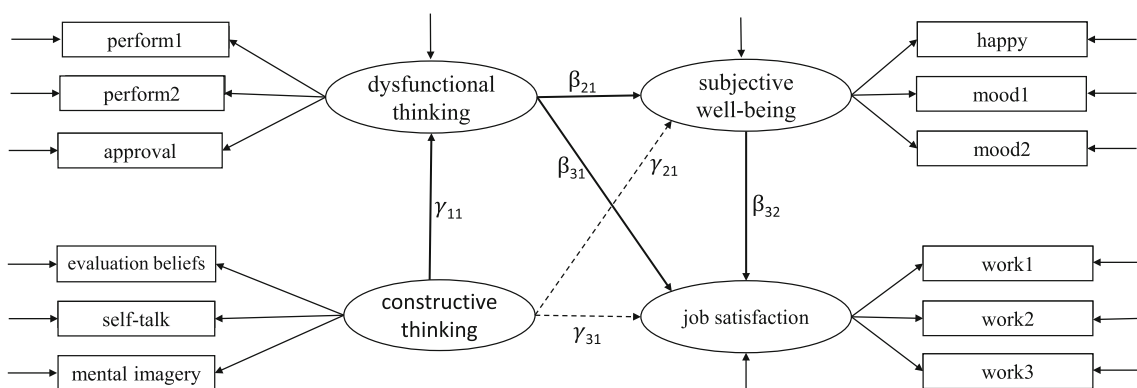 perform1
perform2
approval
dysfunctional
thinking
β21
subjective
well-being
happy
mood1
mood2
β31
γ21
γ11
β32
evaluation beliefs
self-talk
mental imagery
constructive
thinking
γ31
job satisfaction
work1
work2
work3